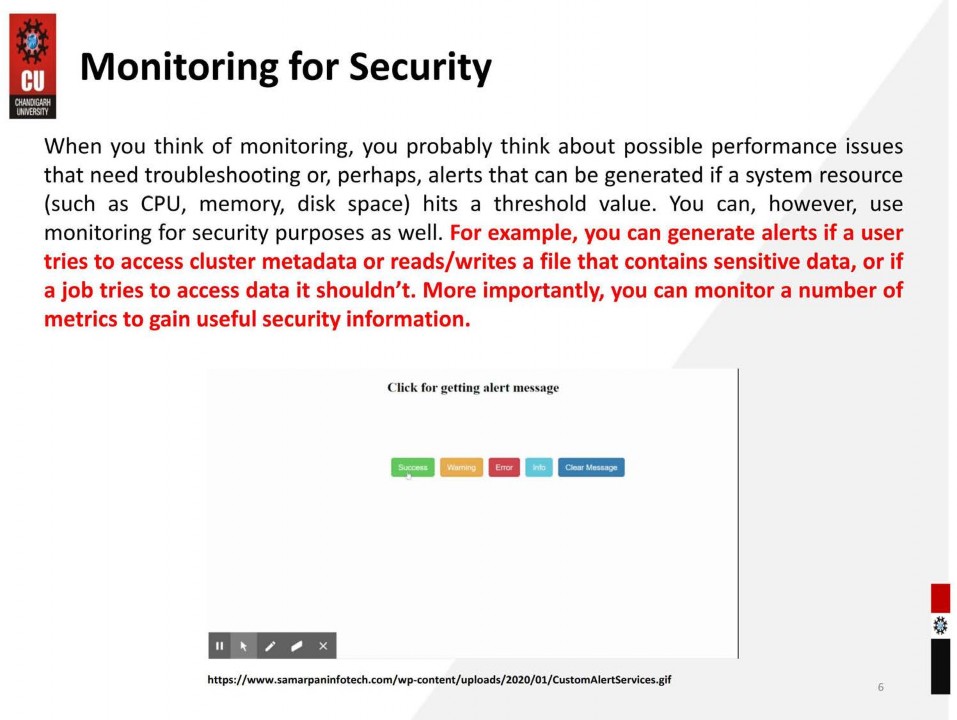 CU
CHANDIGARH
UNIVERSITY
Monitoring for Security
When you think of monitoring, you probably think about possible performance issues
that need troubleshooting or, perhaps, alerts that can be generated if a system resource
(such as CPU, memory, disk space) hits a threshold value. You can, however, use
monitoring for security purposes as well. For example, you can generate alerts if a user
tries to access cluster metadata or reads/writes a file that contains sensitive data, or if
a job tries to access data it shouldn’t. More importantly, you can monitor a number of
metrics to gain useful security information.
Click for getting alert message
Success Warning Error Info Clear Message
https://www.samarpaninfotech.com/wp-content/uploads/2020/01/CustomAlertServices.gif
6